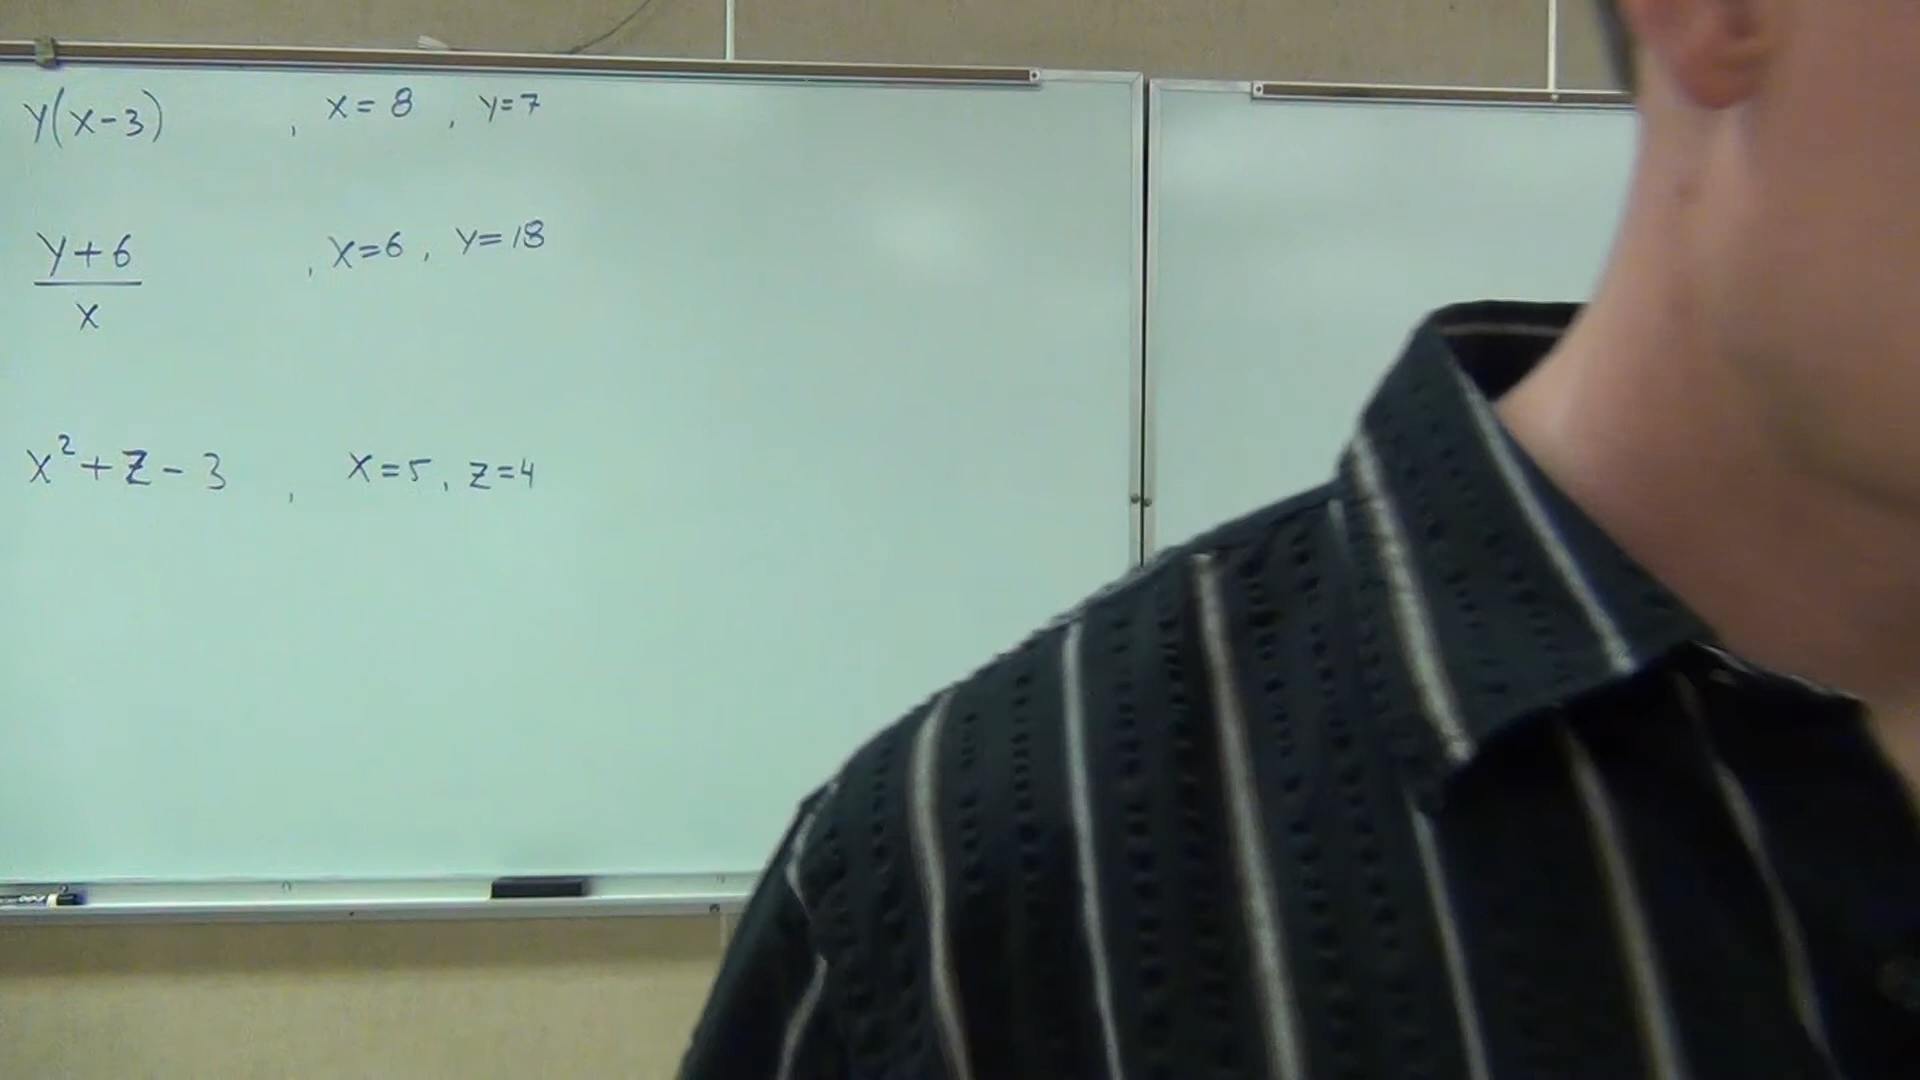 y(x-3) , x=8 , y=7
y+6 , x=6 , y=18
x
x²+z-3 , x=5, z=4